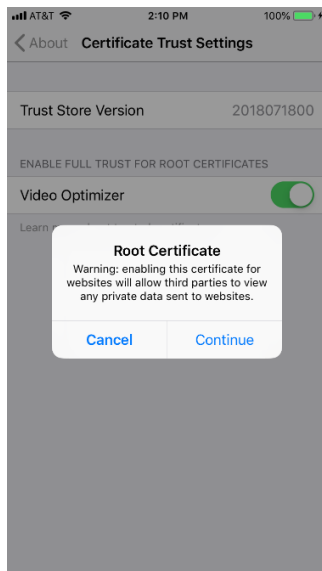 AT&T 2:10 PM 100%
About Certificate Trust Settings
Trust Store Version 2018071800
ENABLE FULL TRUST FOR ROOT CERTIFICATES
Video Optimizer
Learn
Root Certificate
Warning: enabling this certificate for
websites will allow third parties to view
any private data sent to websites.
Cancel Continue